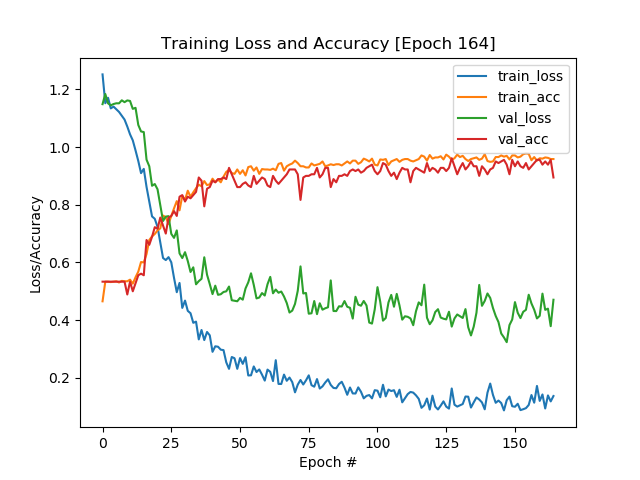 Training Loss and Accuracy [Epoch 164]
train_loss
train_acc
val_loss
val_acc
Loss/Accuracy
1.2
1.0
0.8
0.6
0.4
0.2
0 25 50 75 100 125 150
Epoch #